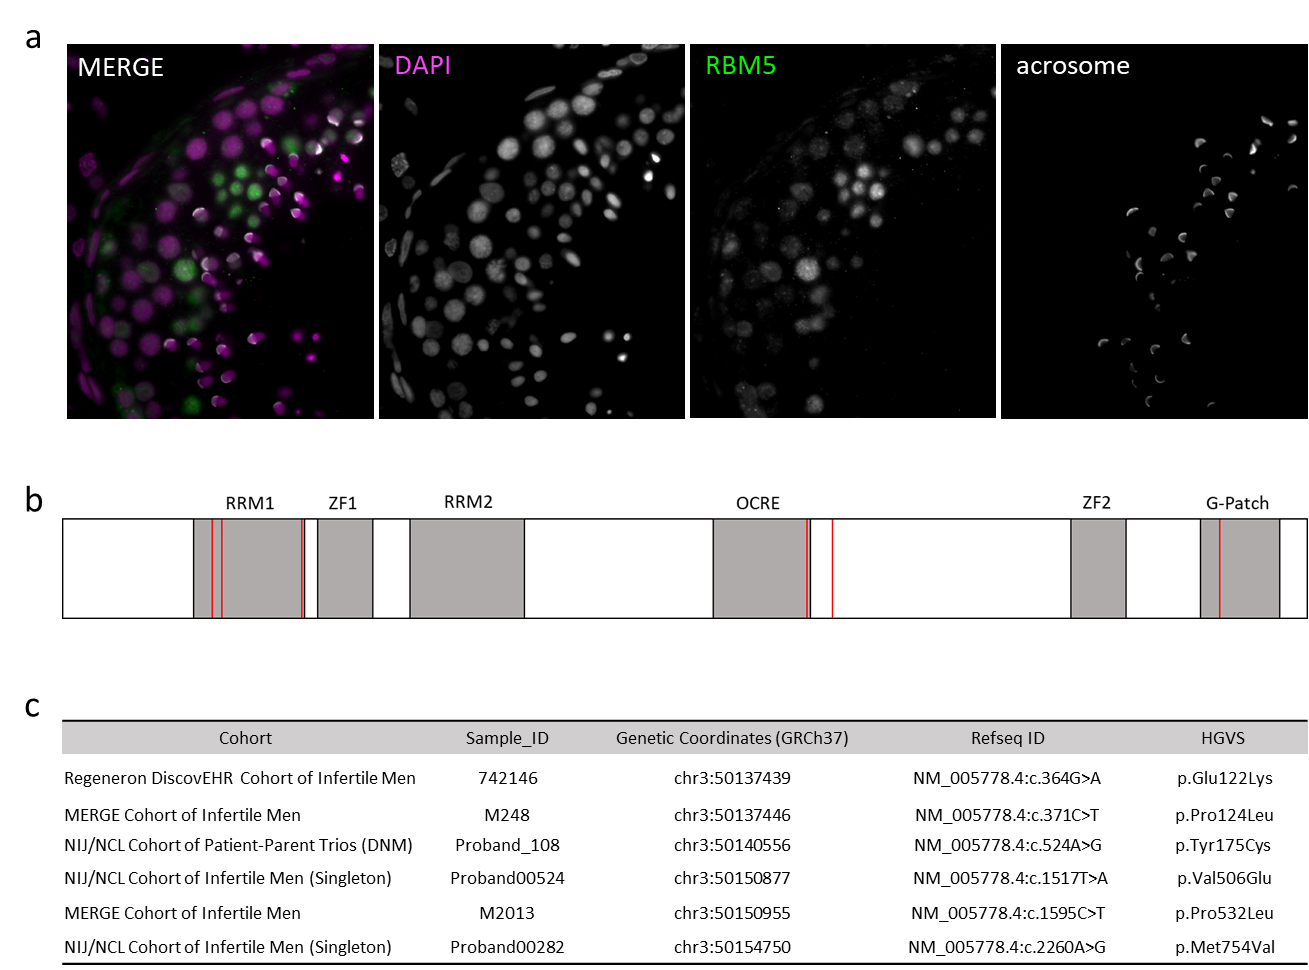 a
MERGE
DAPI
RBM5
acrosome
b
RRM1 ZF1 RRM2 OCRE ZF2 G-Patch
c
Cohort Sample_ID Genetic Coordinates (GRCh37) Refseq ID HGVS
Regeneron DiscovEHR Cohort of Infertile Men 742146 chr3:50137439 NM_005778.4:c.364G>A p.Glu122Lys
MERGE Cohort of Infertile Men M248 chr3:50137446 NM_005778.4:c.371C>T p.Pro124Leu
NIJ/NCL Cohort of Patient-Parent Trios (DNM) Proband_108 chr3:50140556 NM_005778.4:c.524A>G p.Tyr175Cys
NIJ/NCL Cohort of Infertile Men (Singleton) Proband00524 chr3:50150877 NM_005778.4:c.1517T>A p.Val506Glu
MERGE Cohort of Infertile Men M2013 chr3:50150955 NM_005778.4:c.1595C>T p.Pro532Leu
NIJ/NCL Cohort of Infertile Men (Singleton) Proband00282 chr3:50154750 NM_005778.4:c.2260A>G p.Met754Val